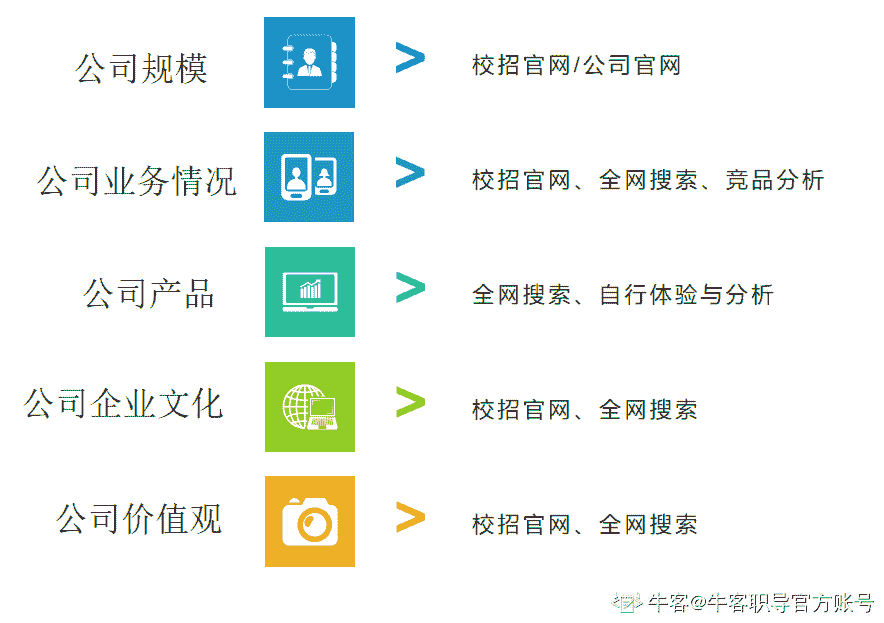 公司规模
校招官网/公司官网
公司业务情况
校招官网、全网搜索、竞品分析
公司产品
全网搜索、自行体验与分析
公司企业文化
校招官网、全网搜索
公司价值观
校招官网、全网搜索
牛客@牛客职导官方账号